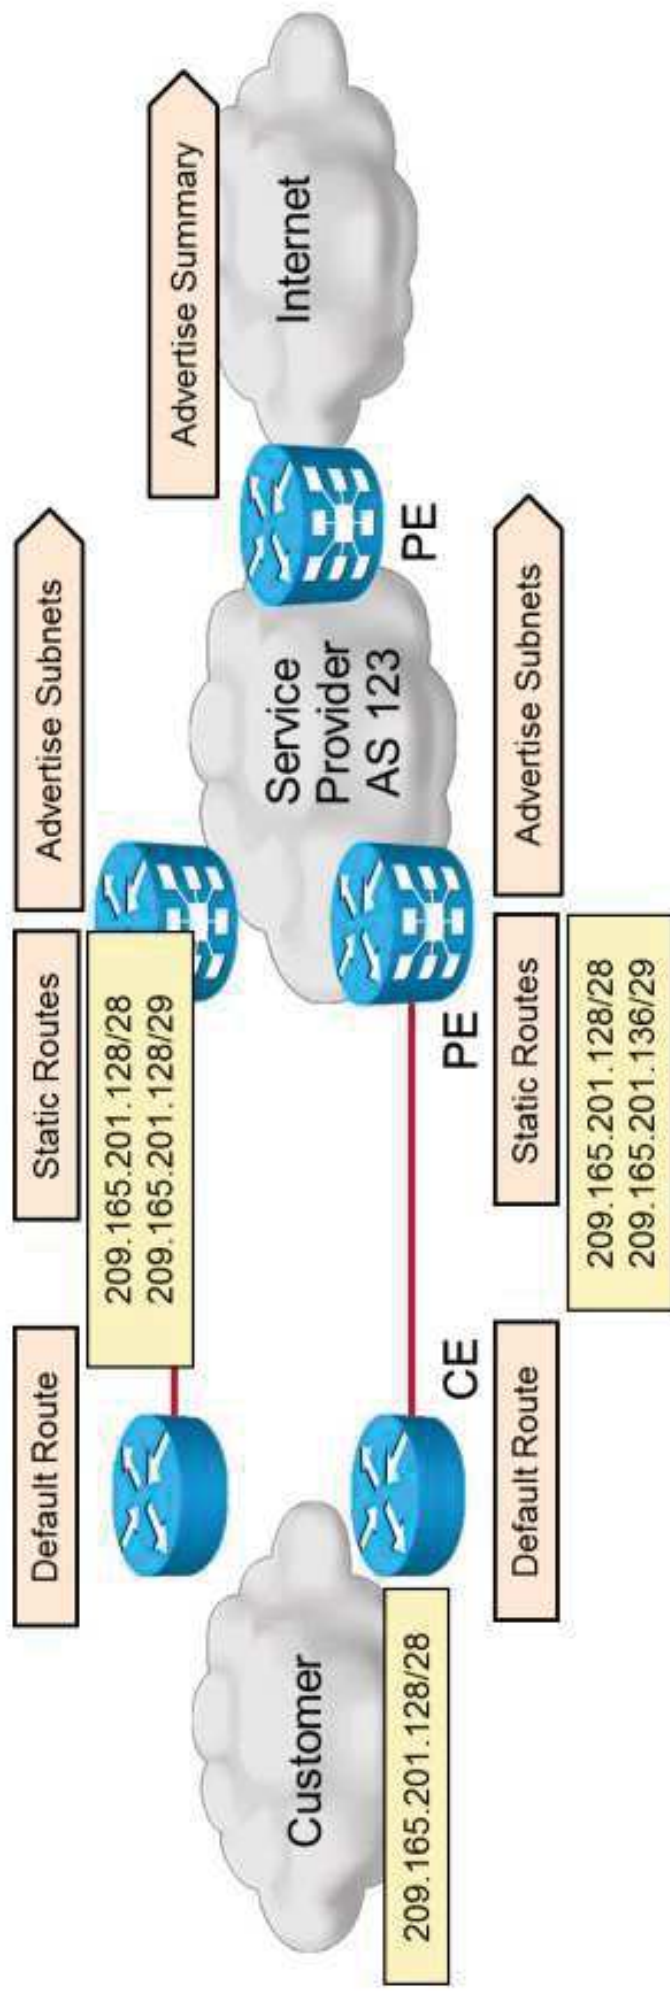 Default Route
Static Routes
Advertise Subnets
Advertise Summary
209.165.201.128/28
209.165.201.128/29
Customer
Service
Provider
AS 123
Internet
209.165.201.128/28
CE
PE
PE
Default Route
Static Routes
Advertise Subnets
209.165.201.128/28
209.165.201.136/29